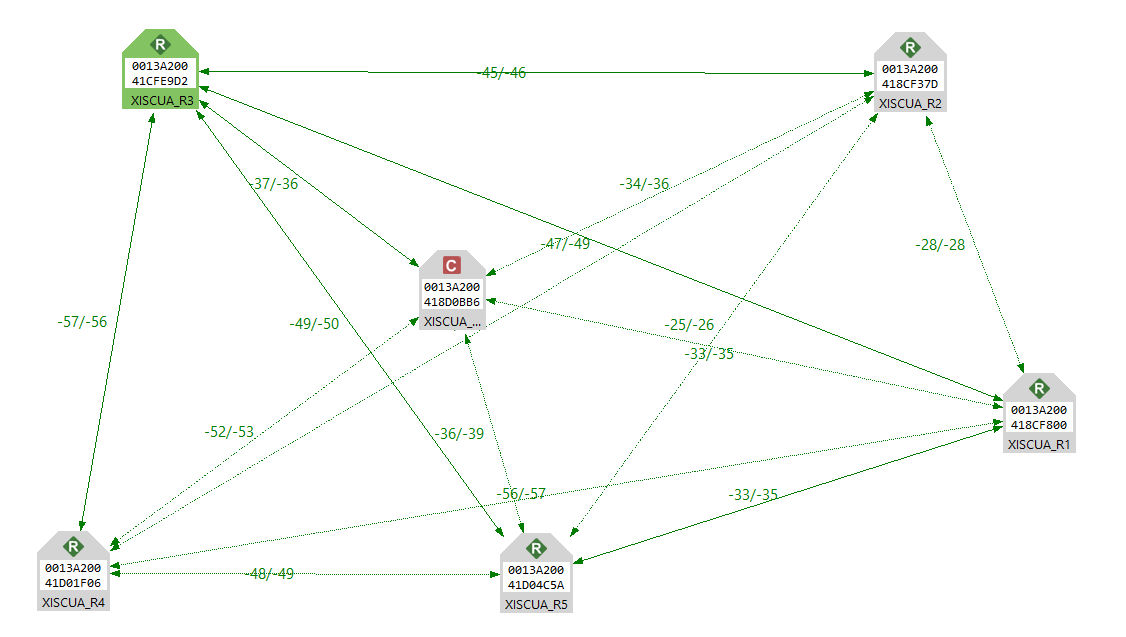 R
0013A200
41CFE9D2
XISCUA_R3
R
0013A200
418CF37D
XISCUA_R2
-45/-46
-37/-36
-34/-36
-47/-49
-28/-28
C
0013A200
418D0BB6
XISCUA_...
-57/-56
-49/-50
-25/-26
-33/-35
R
0013A200
418CF800
XISCUA_R1
-52/-53
-36/-39
-56/-57
-33/-35
R
0013A200
41D01F06
XISCUA_R4
-48/-49
R
0013A200
41D04C5A
XISCUA_R5